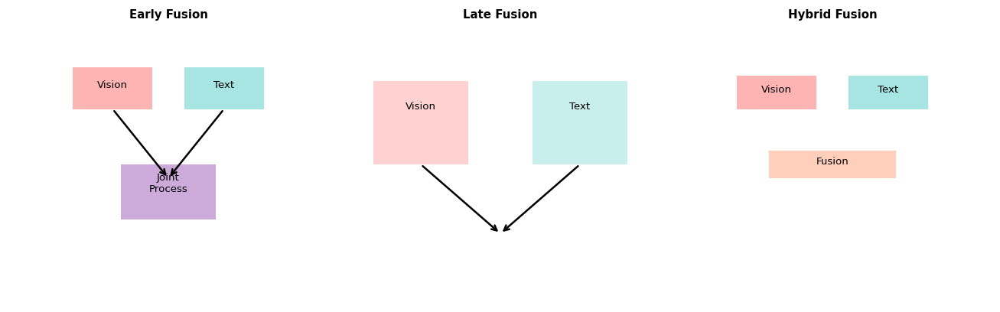 Early Fusion
Vision
Text
Joint
Process
Late Fusion
Vision
Text
Hybrid Fusion
Vision
Text
Fusion